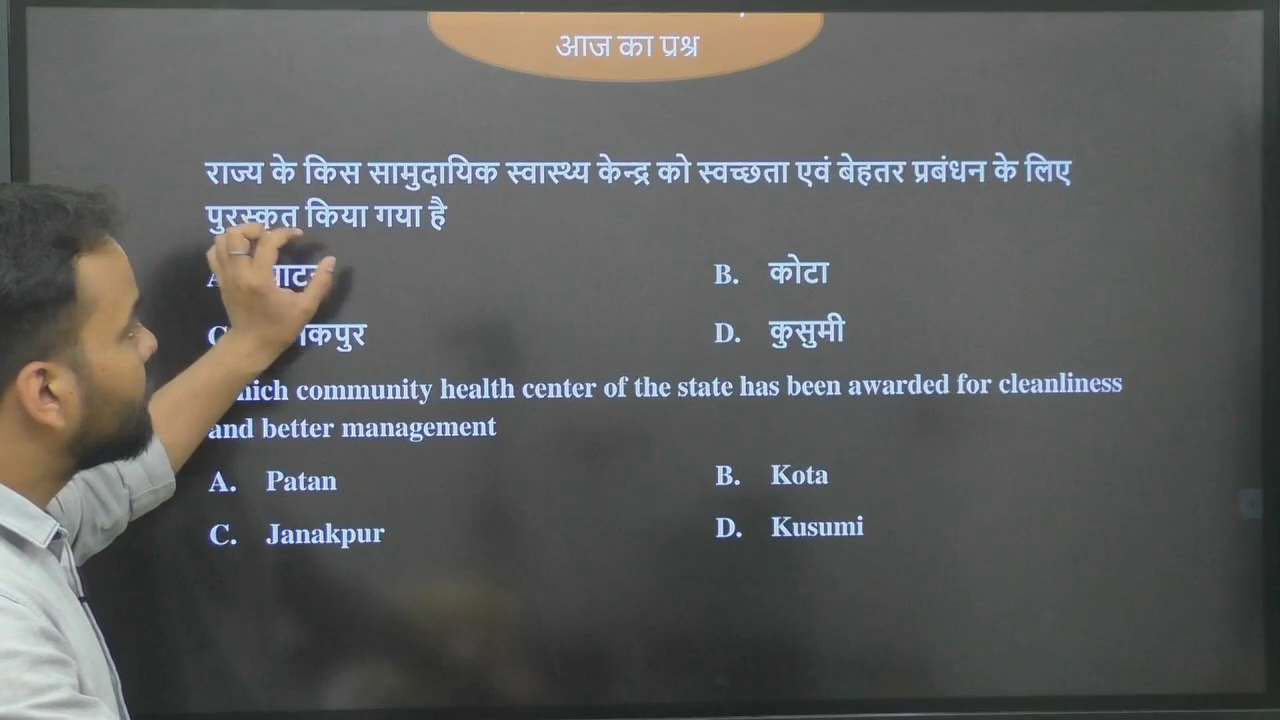 आज का प्रश्न
राज्य के किस सामुदायिक स्वास्थ्य केन्द्र को स्वच्छता एवं बेहतर प्रबंधन के लिए
पुरस्कृत किया गया है
B. कोटा
D. कुसुमी
community health center of the state has been awarded for cleanliness
and better management
A. Patan
B. Kota
C. Janakpur
D. Kusumi